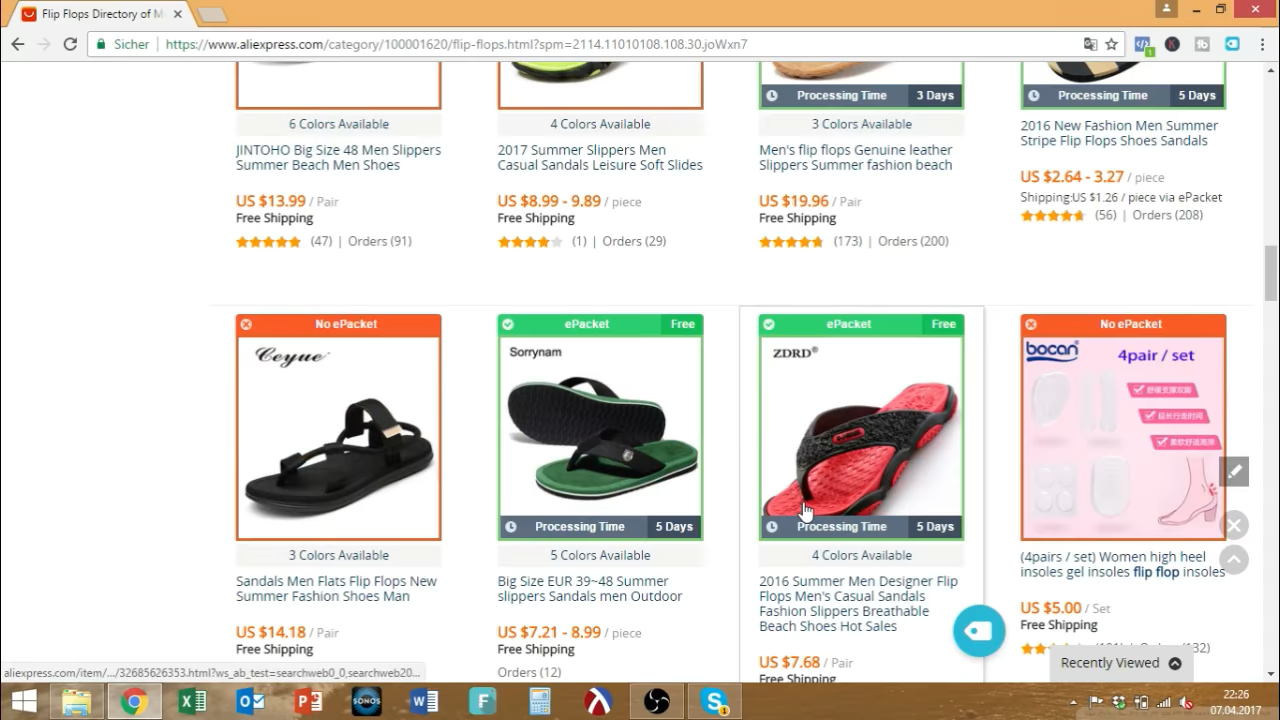 Flip Flops Directory of M
Sicher
https://www.aliexpress.com/category/100001620/flip-flops.html?spm=2114.11010108.108.30.joWxn7
1
Processing Time 3 Days
Processing Time 5 Days
6 Colors Available
4 Colors Available
3 Colors Available
JINTOHO Big Size 48 Men Slippers
Summer Beach Men Shoes
2017 Summer Slippers Men
Casual Sandals Leisure Soft Slides
Men's flip flops Genuine leather
Slippers Summer fashion beach
2016 New Fashion Men Summer
Stripe Flip Flops Shoes Sandals
US $13.99 / Pair
Free Shipping
(47) | Orders (91)
US $8.99 - 9.89 / piece
Free Shipping
(1) | Orders (29)
US $19.96 / Pair
Free Shipping
(173) | Orders (200)
US $2.64 - 3.27 / piece
Shipping:US $1.26 / piece via ePacket
(56) | Orders (208)
No ePacket
Ceyue
3 Colors Available
Sandals Men Flats Flip Flops New
Summer Fashion Shoes Man
US $14.18 / Pair
Free Shipping
ePacket Free
Sorrynam
Processing Time 5 Days
5 Colors Available
Big Size EUR 39~48 Summer
slippers Sandals men Outdoor
US $7.21 - 8.99 / piece
Orders (12)
ePacket Free
ZDRD®
Processing Time 5 Days
4 Colors Available
2016 Summer Men Designer Flip
Flops Men's Casual Sandals
Fashion Slippers Breathable
Beach Shoes Hot Sales
US $7.68 / Pair
Free Shipping
No ePacket
bocan
4pair / set
(4pairs / set) Women high heel
insoles gel insoles flip flop insoles
US $5.00 / Set
Free Shipping
Recently Viewed
aliexpress.com/item/.../32685626353.html?ws_ab_test=searchweb0_0,searchweb20...
SONOS
F
22:26
07.04.2017